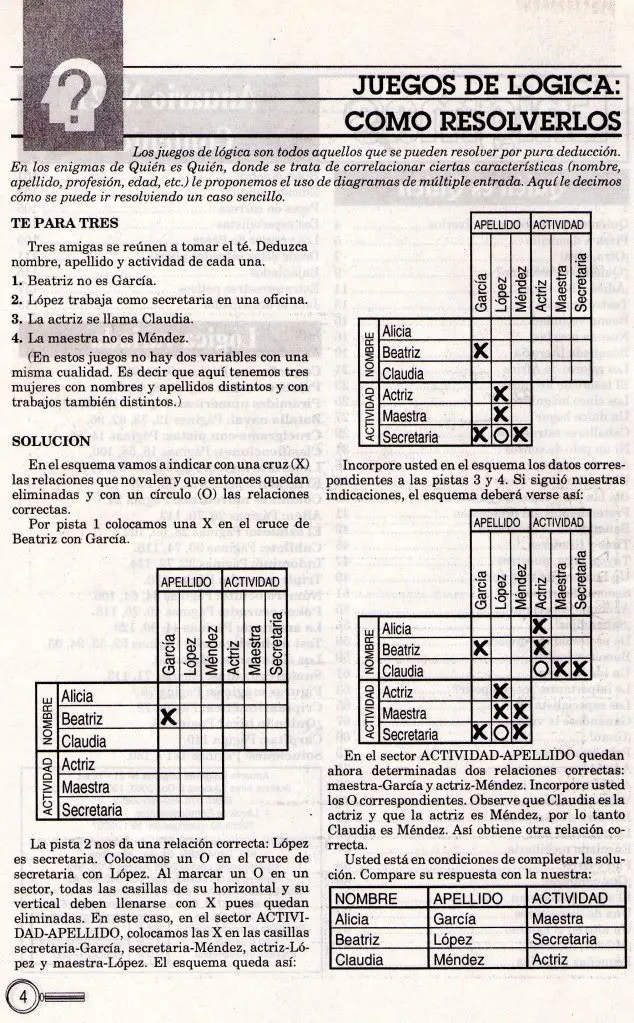 JUEGOS DE LOGICA:
COMO RESOLVERLOS
Los juegos de lógica son todos aquellos que se pueden resolver por pura deducción.
En los enigmas de Quién es Quién, donde se trata de correlacionar ciertas características (nombre,
apellido, profesión, edad, etc.) le proponemos el uso de diagramas de múltiple entrada. Aquí le decimos
cómo se puede ir resolviendo un caso sencillo.
TE PARA TRES
Tres amigas se reúnen a tomar el té. Deduzca
nombre, apellido y actividad de cada una.
1. Beatriz no es García.
2. López trabaja como secretaria en una oficina.
3. La actriz se llama Claudia.
4. La maestra no es Méndez.
(En estos juegos no hay dos variables con una
misma cualidad. Es decir que aquí tenemos tres
mujeres con nombres y apellidos distintos y con
trabajos también distintos.)
SOLUCION
En el esquema vamos a indicar con una cruz (X)
las relaciones que no valen y que entonces quedan
eliminadas y con un círculo (O) las relaciones
correctas.
Por pista 1 colocamos una X en el cruce de
Beatriz con García.
APELLIDO ACTIVIDAD
García López Méndez Actriz Maestra Secretaria
NOMBRE
Alicia
Beatriz X
Claudia
ACTIVIDAD
Actriz
Maestra
Secretaria
La pista 2 nos da una relación correcta: López
es secretaria. Colocamos un O en el cruce de
secretaria con López. Al marcar un O en un
sector, todas las casillas de su horizontal y su
vertical deben llenarse con X pues quedan
eliminadas. En este caso, en el sector ACTIVI-
DAD-APELLIDO, colocamos las X en las casillas
secretaria-García, secretaria-Méndez, actriz-Ló-
pez y maestra-López. El esquema queda así:
APELLIDO ACTIVIDAD
García López Méndez Actriz Maestra Secretaria
NOMBRE
Alicia
Beatriz X
Claudia
ACTIVIDAD
Actriz X
Maestra X
Secretaria X O X
Incorpore usted en el esquema los datos corres-
pondientes a las pistas 3 y 4. Si siguió nuestras
indicaciones, el esquema deberá verse así:
APELLIDO ACTIVIDAD
García López Méndez Actriz Maestra Secretaria
NOMBRE
Alicia X
Beatriz X X
Claudia O X X
ACTIVIDAD
Actriz X
Maestra X X
Secretaria X O X
En el sector ACTIVIDAD-APELLIDO quedan
ahora determinadas dos relaciones correctas:
maestra-García y actriz-Méndez. Incorpore usted
los O correspondientes. Observe que Claudia es la
actriz y que la actriz es Méndez, por lo tanto
Claudia es Méndez. Así obtiene otra relación co-
rrecta.
Usted está en condiciones de completar la solu-
ción. Compare su respuesta con la nuestra:
NOMBRE APELLIDO ACTIVIDAD
Alicia García Maestra
Beatriz López Secretaria
Claudia Méndez Actriz
4